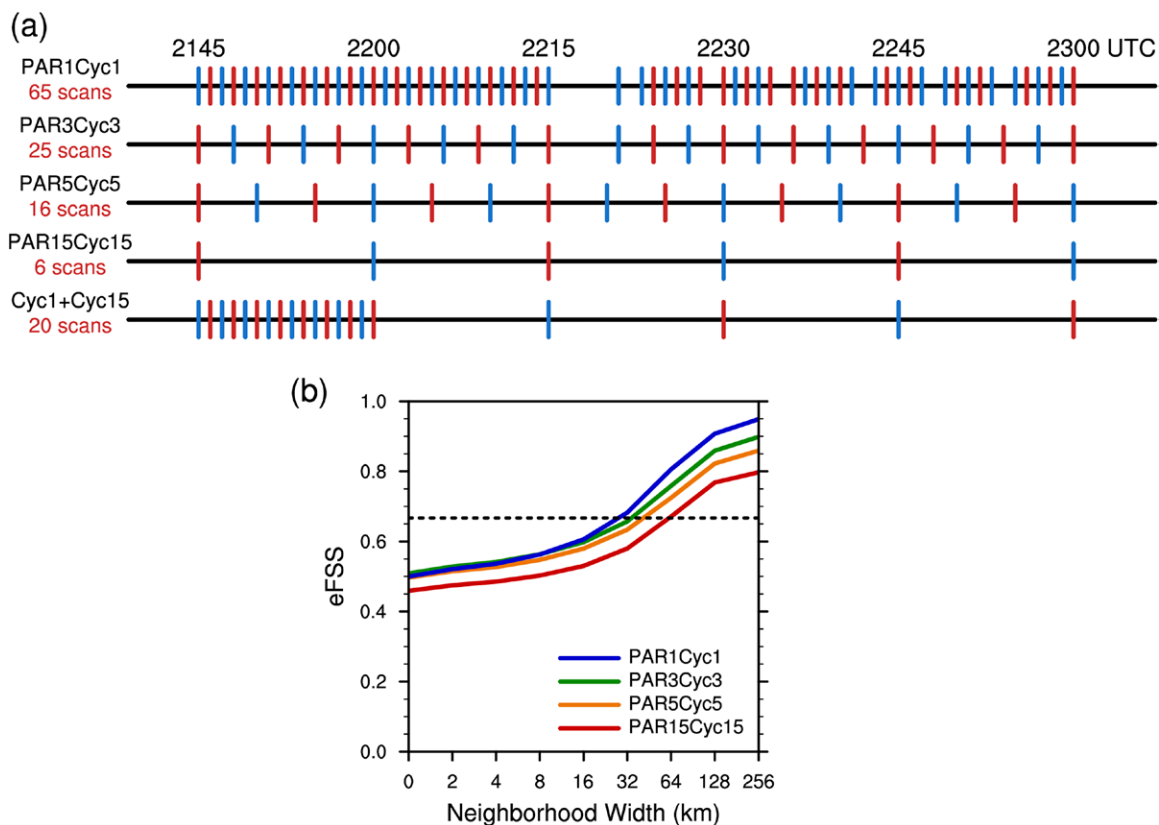 (a)
2145 2200 2215 2230 2245 2300 UTC
PAR1Cyc1
65 scans
PAR3Cyc3
25 scans
PAR5Cyc5
16 scans
PAR15Cyc15
6 scans
Cyc1+Cyc15
20 scans
(b)
1.0
0.8
0.6
0.4
0.2
0.0
eFSS
PAR1Cyc1
PAR3Cyc3
PAR5Cyc5
PAR15Cyc15
0 2 4 8 16 32 64 128 256
Neighborhood Width (km)